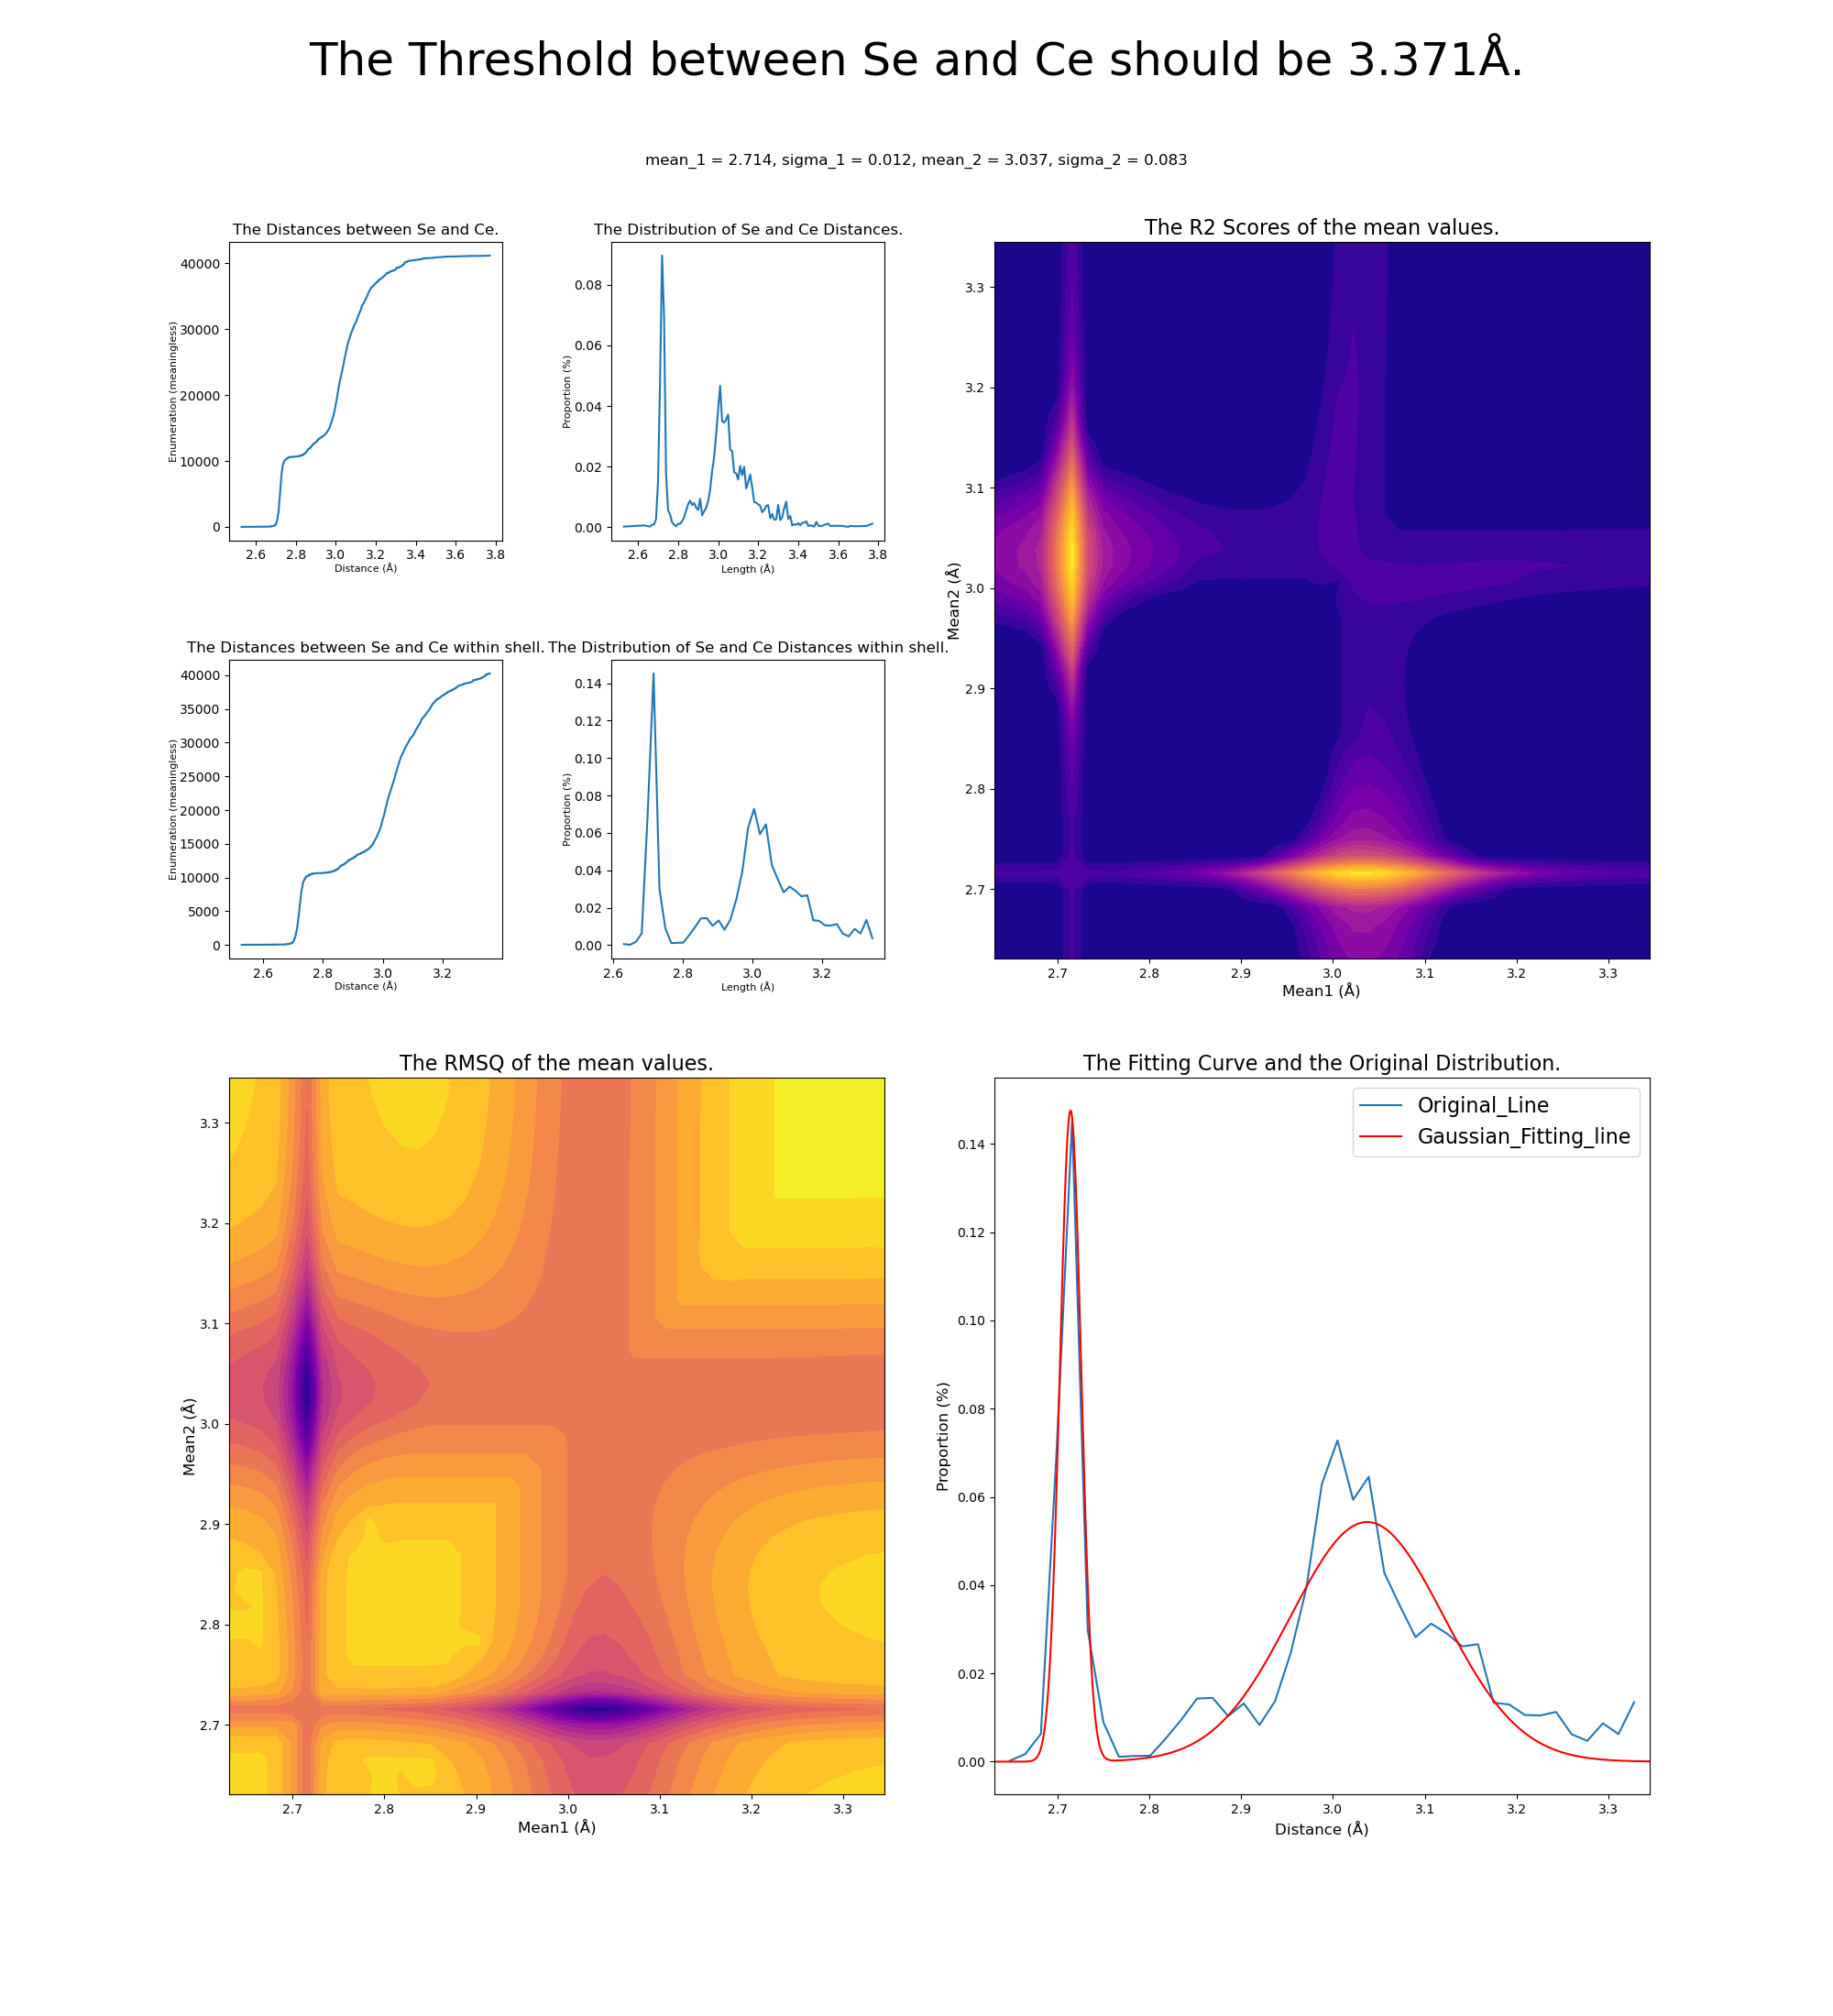 The Threshold between Se and Ce should be 3.371Å.
mean_1 = 2.714, sigma_1 = 0.012, mean_2 = 3.037, sigma_2 = 0.083
The Distances between Se and Ce.
40000
30000
20000
10000
0
Enumeration (meaningless)
2.6 2.8 3.0 3.2 3.4 3.6 3.8
Distance (Å)
The Distribution of Se and Ce Distances.
0.08
0.06
0.04
0.02
0.00
Proportion (%)
2.6 2.8 3.0 3.2 3.4 3.6 3.8
Length (Å)
The R2 Scores of the mean values.
3.3
3.2
3.1
3.0
2.9
2.8
2.7
Mean2 (Å)
2.7 2.8 2.9 3.0 3.1 3.2 3.3
Mean1 (Å)
The Distances between Se and Ce within shell.
40000
35000
30000
25000
20000
15000
10000
5000
0
Enumeration (meaningless)
2.6 2.8 3.0 3.2
Distance (Å)
The Distribution of Se and Ce Distances within shell.
0.14
0.12
0.10
0.08
0.06
0.04
0.02
0.00
Proportion (%)
2.6 2.8 3.0 3.2
Length (Å)
The RMSQ of the mean values.
3.3
3.2
3.1
3.0
2.9
2.8
2.7
Mean2 (Å)
2.7 2.8 2.9 3.0 3.1 3.2 3.3
Mean1 (Å)
The Fitting Curve and the Original Distribution.
Original_Line
Gaussian_Fitting_line
0.14
0.12
0.10
0.08
0.06
0.04
0.02
0.00
Proportion (%)
2.7 2.8 2.9 3.0 3.1 3.2 3.3
Distance (Å)